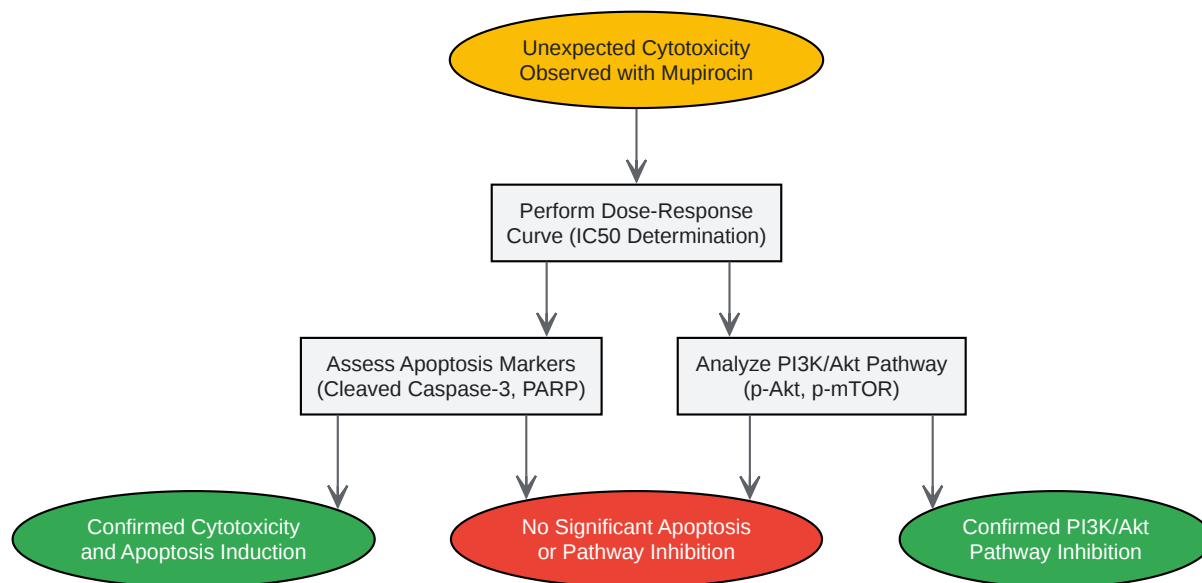 Unexpected Cytotoxicity
Observed with Mupirocin
Perform Dose-Response
Curve (IC50 Determination)
Assess Apoptosis Markers
(Cleaved Caspase-3, PARP)
Analyze PI3K/Akt Pathway
(p-Akt, p-mTOR)
Confirmed Cytotoxicity
and Apoptosis Induction
No Significant Apoptosis
or Pathway Inhibition
Confirmed PI3K/Akt
Pathway Inhibition